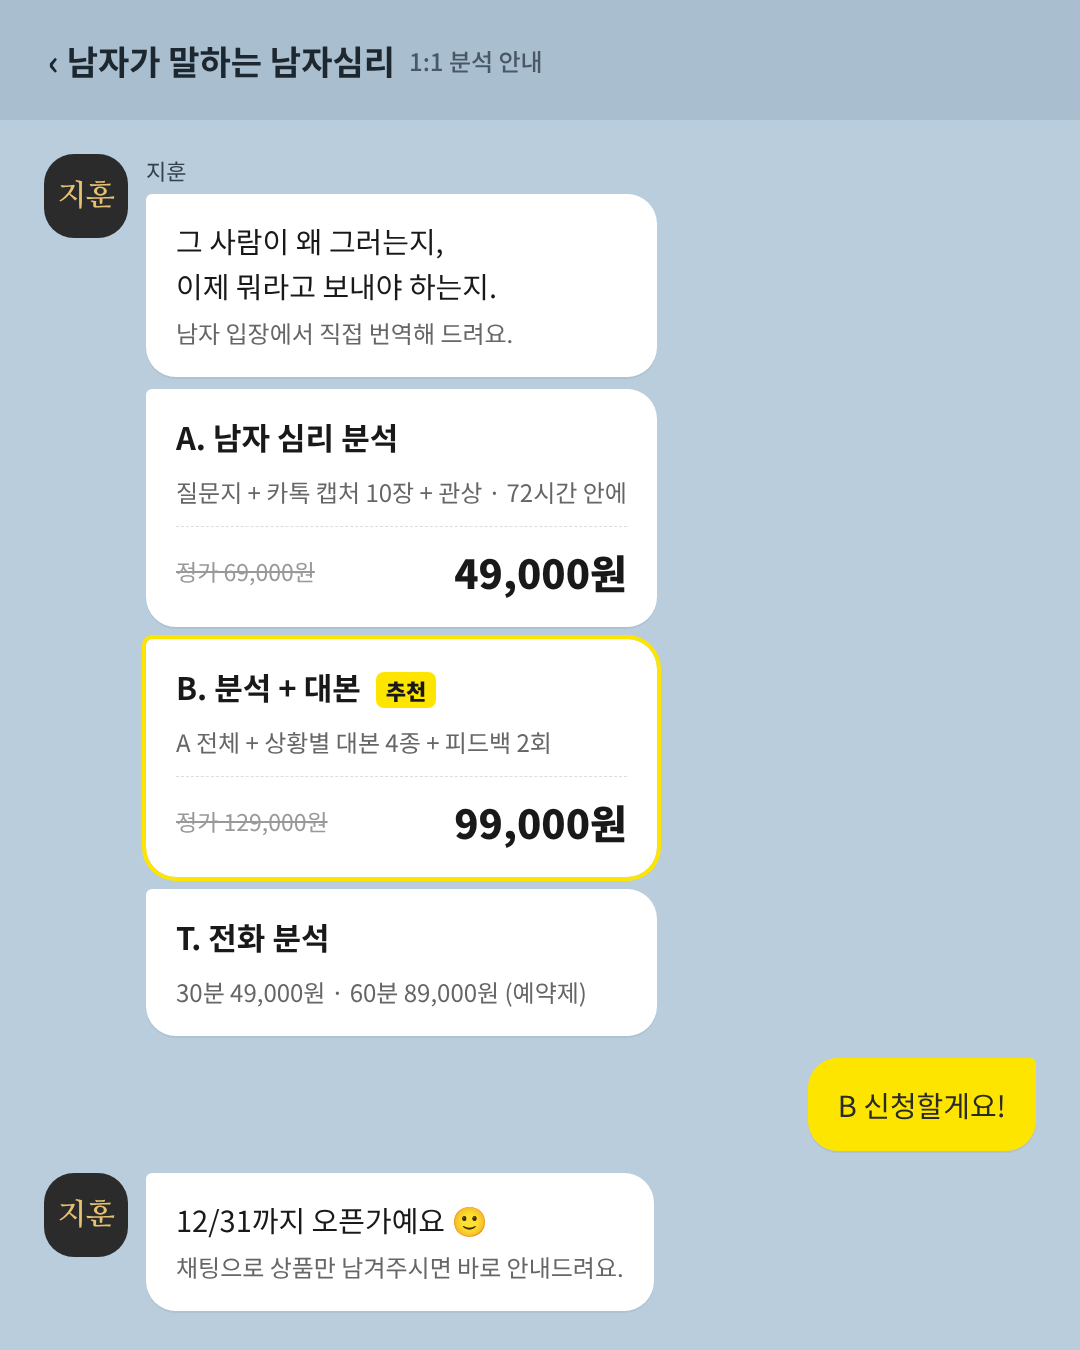 ‹ 남자가 말하는 남자심리 1:1 분석 안내
지훈
지훈
그 사람이 왜 그러는지,
이제 뭐라고 보내야 하는지.
남자 입장에서 직접 번역해 드려요.
A. 남자 심리 분석
질문지 + 카톡 캡처 10장 + 관상 · 72시간 안에
정가 69,000원 49,000원
B. 분석 + 대본 추천
A 전체 + 상황별 대본 4종 + 피드백 2회
정가 129,000원 99,000원
T. 전화 분석
30분 49,000원 · 60분 89,000원 (예약제)
B 신청할게요!
지훈
12/31까지 오픈가예요 🙂
채팅으로 상품만 남겨주시면 바로 안내드려요.